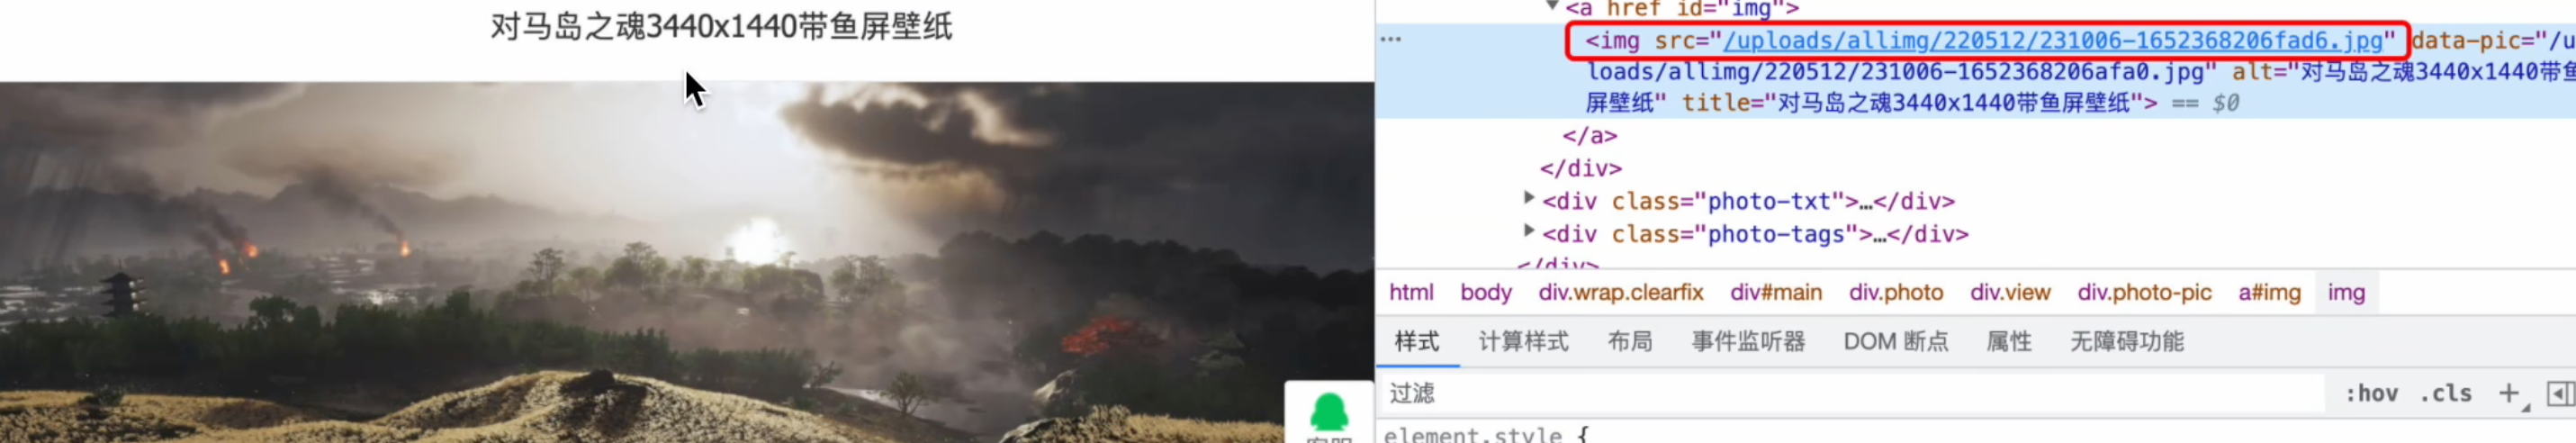 对马岛之魂3440x1440带鱼屏壁纸
<a href id="img">
<img src="/uploads/allimg/220512/231006-1652368206fad6.jpg" data-pic="/u
loads/allimg/220512/231006-1652368206afa0.jpg" alt="对马岛之魂3440x1440带鱼
屏壁纸" title="对马岛之魂3440x1440带鱼屏壁纸"> == $0
</a>
</div>
<div class="photo-txt">…</div>
<div class="photo-tags">…</div>
</div>
html body div.wrap.clearfix div#main div.photo div.view div.photo-pic a#img img
样式 计算样式 布局 事件监听器 DOM 断点 属性 无障碍功能
过滤 :hov .cls
element.style {